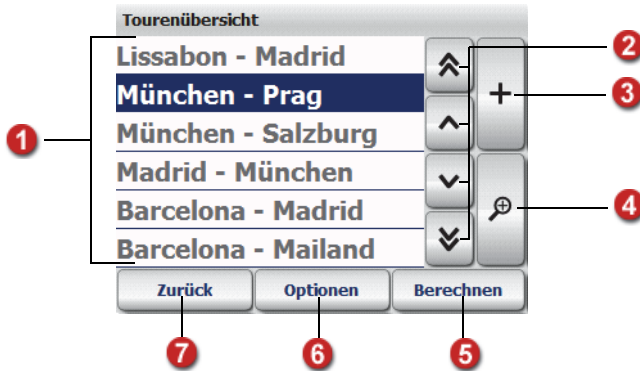 Tourenübersicht
Lissabon - Madrid
München - Prag
München - Salzburg
Madrid - München
Barcelona - Madrid
Barcelona - Mailand
Zurück Optionen Berechnen
1
2
3
4
7 6 5